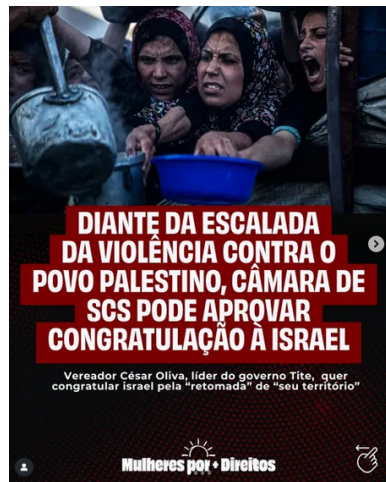 DIANTE DA ESCALADA
DA VIOLÊNCIA CONTRA O
POVO PALESTINO, CÂMARA DE
SCS PODE APROVAR
CONGRATULAÇÃO À ISRAEL
Vereador César Oliva, líder do governo Tite, quer
congratular israel pela “retomada” de “seu território”
Mulheres por + Direitos